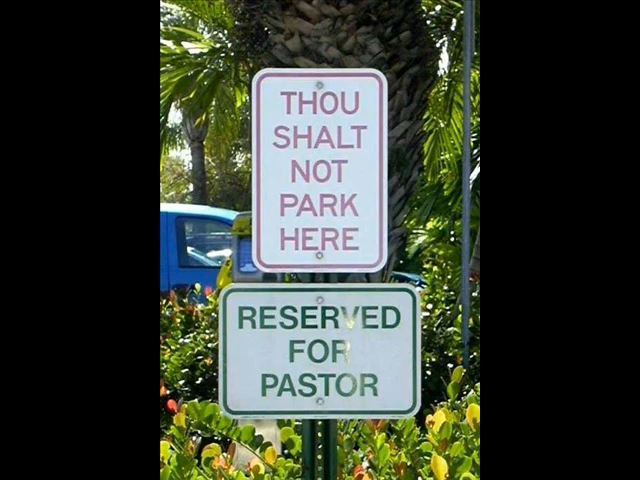 THOU
SHALT
NOT
PARK
HERE
RESERVED
FOR
PASTOR